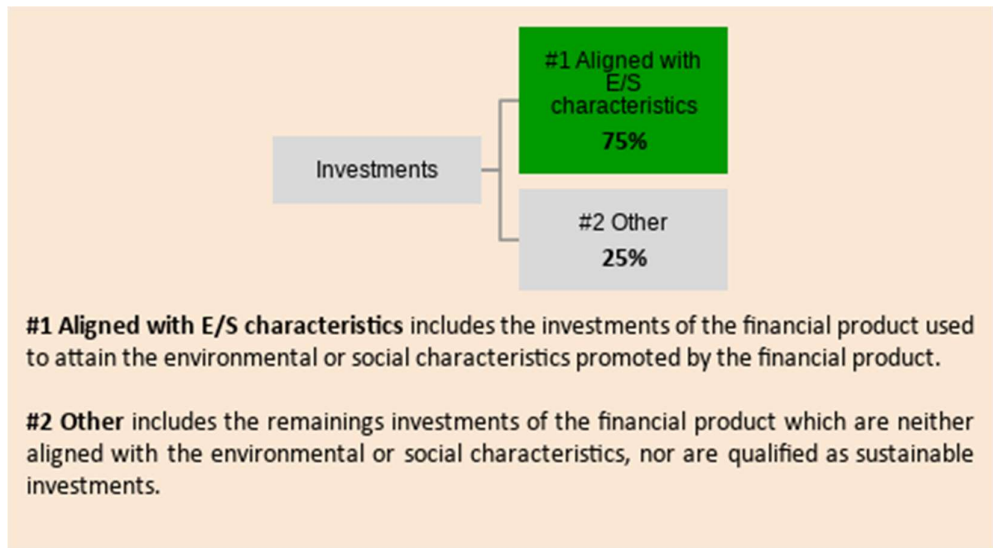 #1 Aligned with
E/S
characteristics
75%
Investments
#2 Other
25%
#1 Aligned with E/S characteristics includes the investments of the financial product used
to attain the environmental or social characteristics promoted by the financial product.
#2 Other includes the remainings investments of the financial product which are neither
aligned with the environmental or social characteristics, nor are qualified as sustainable
investments.